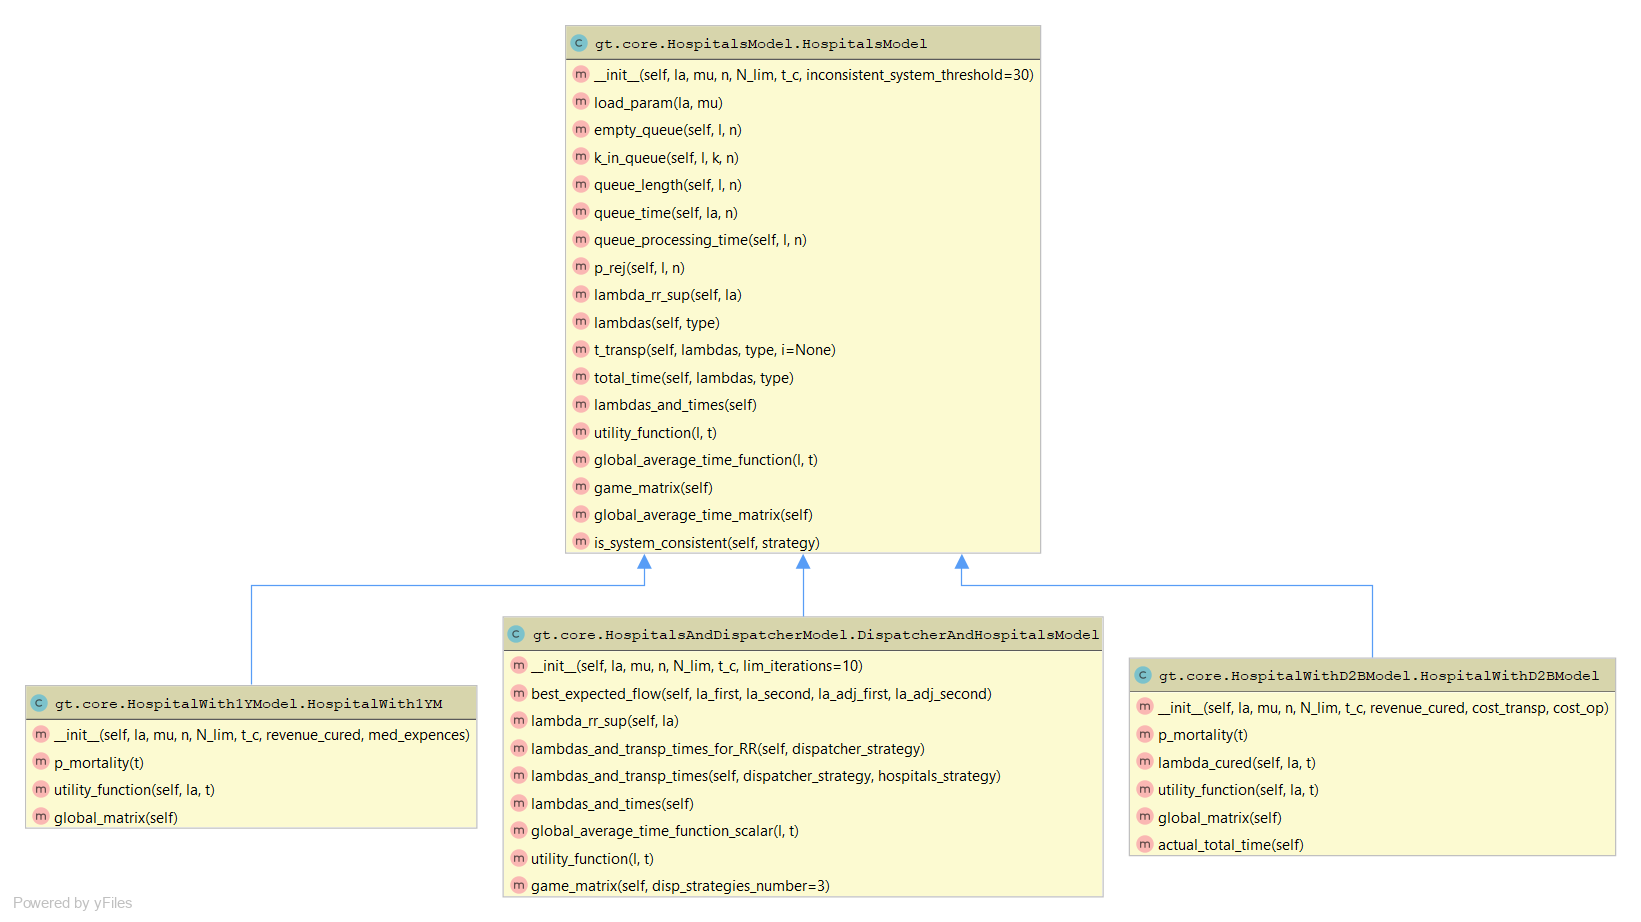 C gt.core.HospitalsModel.HospitalsModel
m __init__(self, la, mu, n, N_lim, t_c, inconsistent_system_threshold=30)
m load_param(la, mu)
m empty_queue(self, l, n)
m k_in_queue(self, l, k, n)
m queue_length(self, l, n)
m queue_time(self, la, n)
m queue_processing_time(self, l, n)
m p_rej(self, l, n)
m lambda_rr_sup(self, la)
m lambdas(self, type)
m t_transp(self, lambdas, type, i=None)
m total_time(self, lambdas, type)
m lambdas_and_times(self)
m utility_function(l, t)
m global_average_time_function(l, t)
m game_matrix(self)
m global_average_time_matrix(self)
m is_system_consistent(self, strategy)
C gt.core.HospitalWith1YModel.HospitalWith1YM
m __init__(self, la, mu, n, N_lim, t_c, revenue_cured, med_expences)
m p_mortality(t)
m utility_function(self, la, t)
m global_matrix(self)
C gt.core.HospitalsAndDispatcherModel.DispatcherAndHospitalsModel
m __init__(self, la, mu, n, N_lim, t_c, lim_iterations=10)
m best_expected_flow(self, la_first, la_second, la_adj_first, la_adj_second)
m lambda_rr_sup(self, la)
m lambdas_and_transp_times_for_RR(self, dispatcher_strategy)
m lambdas_and_transp_times(self, dispatcher_strategy, hospitals_strategy)
m lambdas_and_times(self)
m global_average_time_function_scalar(l, t)
m utility_function(l, t)
m game_matrix(self, disp_strategies_number=3)
C gt.core.HospitalWithD2BModel.HospitalWithD2BModel
m __init__(self, la, mu, n, N_lim, t_c, revenue_cured, cost_transp, cost_op)
m p_mortality(t)
m lambda_cured(self, la, t)
m utility_function(self, la, t)
m global_matrix(self)
m actual_total_time(self)
Powered by yFiles